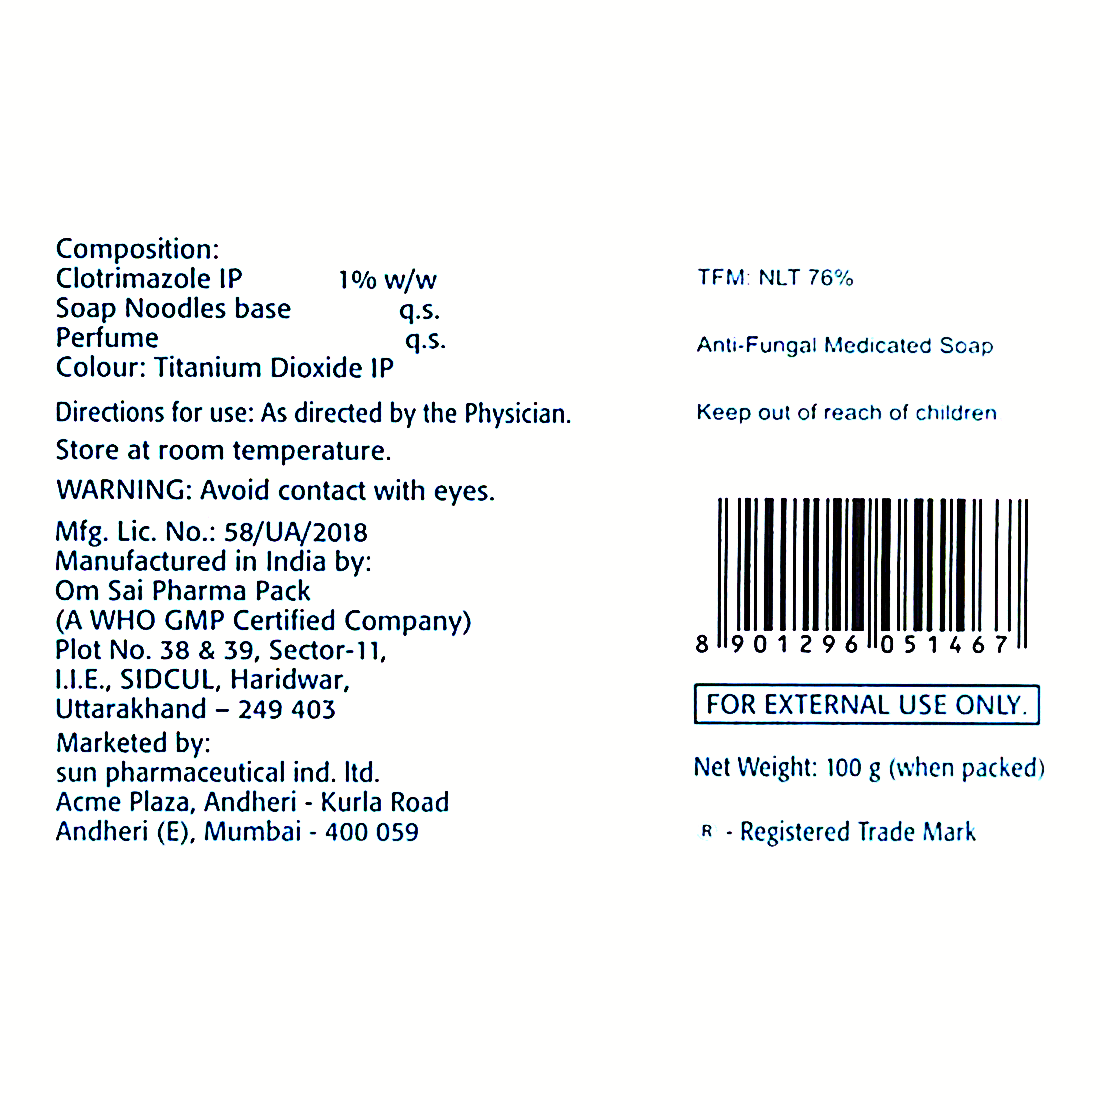 Composition:
Clotrimazole IP 1% w/w
Soap Noodles base q.s.
Perfume q.s.
Colour: Titanium Dioxide IP
Directions for use: As directed by the Physician.
Store at room temperature.
WARNING: Avoid contact with eyes.
Mfg. Lic. No.: 58/UA/2018
Manufactured in India by:
Om Sai Pharma Pack
(A WHO GMP Certified Company)
Plot No. 38 & 39, Sector-11,
I.I.E., SIDCUL, Haridwar,
Uttarakhand – 249 403
Marketed by:
sun pharmaceutical ind. ltd.
Acme Plaza, Andheri - Kurla Road
Andheri (E), Mumbai - 400 059
TFM: NLT 76%
Anti-Fungal Medicated Soap
Keep out of reach of children
8 901296 051467
FOR EXTERNAL USE ONLY.
Net Weight: 100 g (when packed)
R - Registered Trade Mark